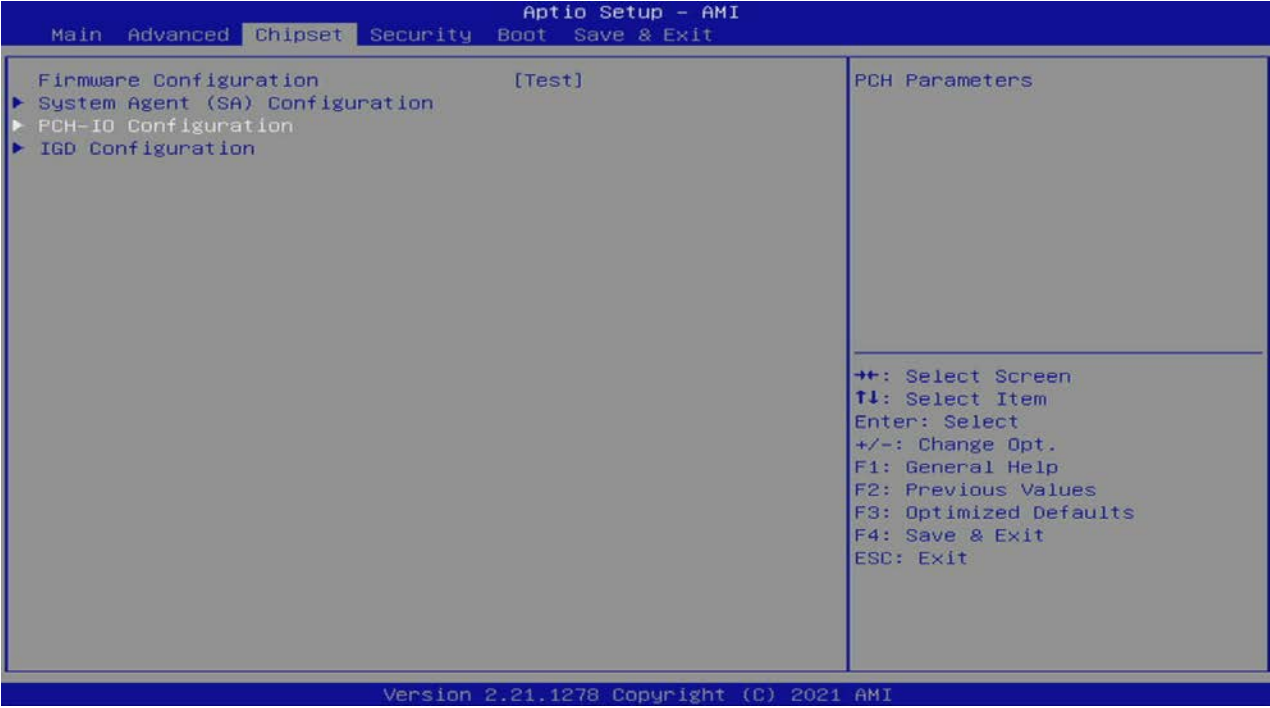 Aptio Setup - AMI
Main Advanced Chipset Security Boot Save & Exit
Firmware Configuration [Test]
▶ System Agent (SA) Configuration
▶ PCH-IO Configuration
▶ IGD Configuration
PCH Parameters
→←: Select Screen
↑↓: Select Item
Enter: Select
+/-: Change Opt.
F1: General Help
F2: Previous Values
F3: Optimized Defaults
F4: Save & Exit
ESC: Exit
Version 2.21.1278 Copyright (C) 2021 AMI